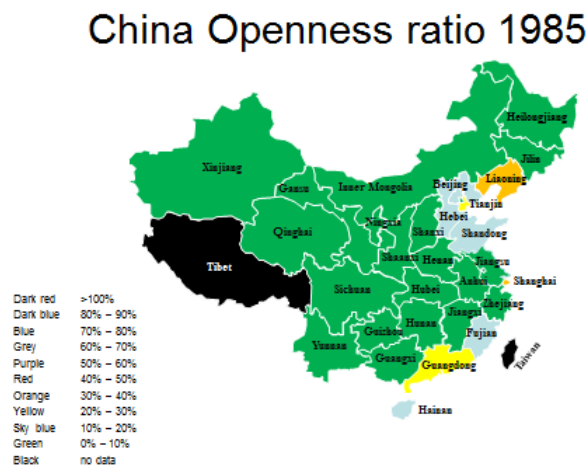 China Openness ratio 1985
Heilongjiang
Jilin
Xinjiang
Liaoning
Beijing
Gansu
Inner Mongolia
Tianjin
Hebei
Ningxia
Shanxi
Qinghai
Shandong
Shaanxi
Henan
Jiangsu
Tibet
Anhui
Shanghai
Sichuan
Hubei
Zhejiang
Jiangxi
Hunan
Guizhou
Fujian
Yunnan
Guangxi
Guangdong
Taiwan
Hainan
Dark red >100%
Dark blue 80% – 90%
Blue 70% – 80%
Grey 60% – 70%
Purple 50% – 60%
Red 40% – 50%
Orange 30% – 40%
Yellow 20% – 30%
Sky blue 10% – 20%
Green 0% – 10%
Black no data